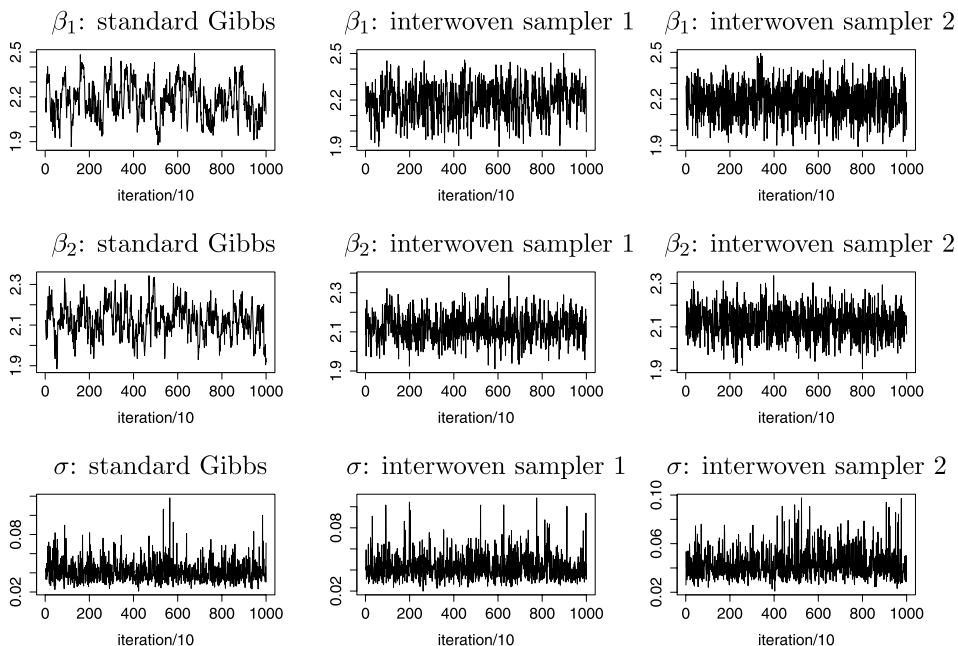 β₁: standard Gibbs
β₁: interwoven sampler 1
β₁: interwoven sampler 2
2.5
2.2
1.9
0 200 400 600 800 1000
iteration/10
2.5
2.2
1.9
0 200 400 600 800 1000
iteration/10
2.5
2.2
1.9
0 200 400 600 800 1000
iteration/10
β₂: standard Gibbs
β₂: interwoven sampler 1
β₂: interwoven sampler 2
2.3
2.1
1.9
0 200 400 600 800 1000
iteration/10
2.3
2.1
1.9
0 200 400 600 800 1000
iteration/10
2.3
2.1
1.9
0 200 400 600 800 1000
iteration/10
σ: standard Gibbs
σ: interwoven sampler 1
σ: interwoven sampler 2
0.08
0.02
0 200 400 600 800 1000
iteration/10
0.08
0.02
0 200 400 600 800 1000
iteration/10
0.10
0.06
0.02
0 200 400 600 800 1000
iteration/10